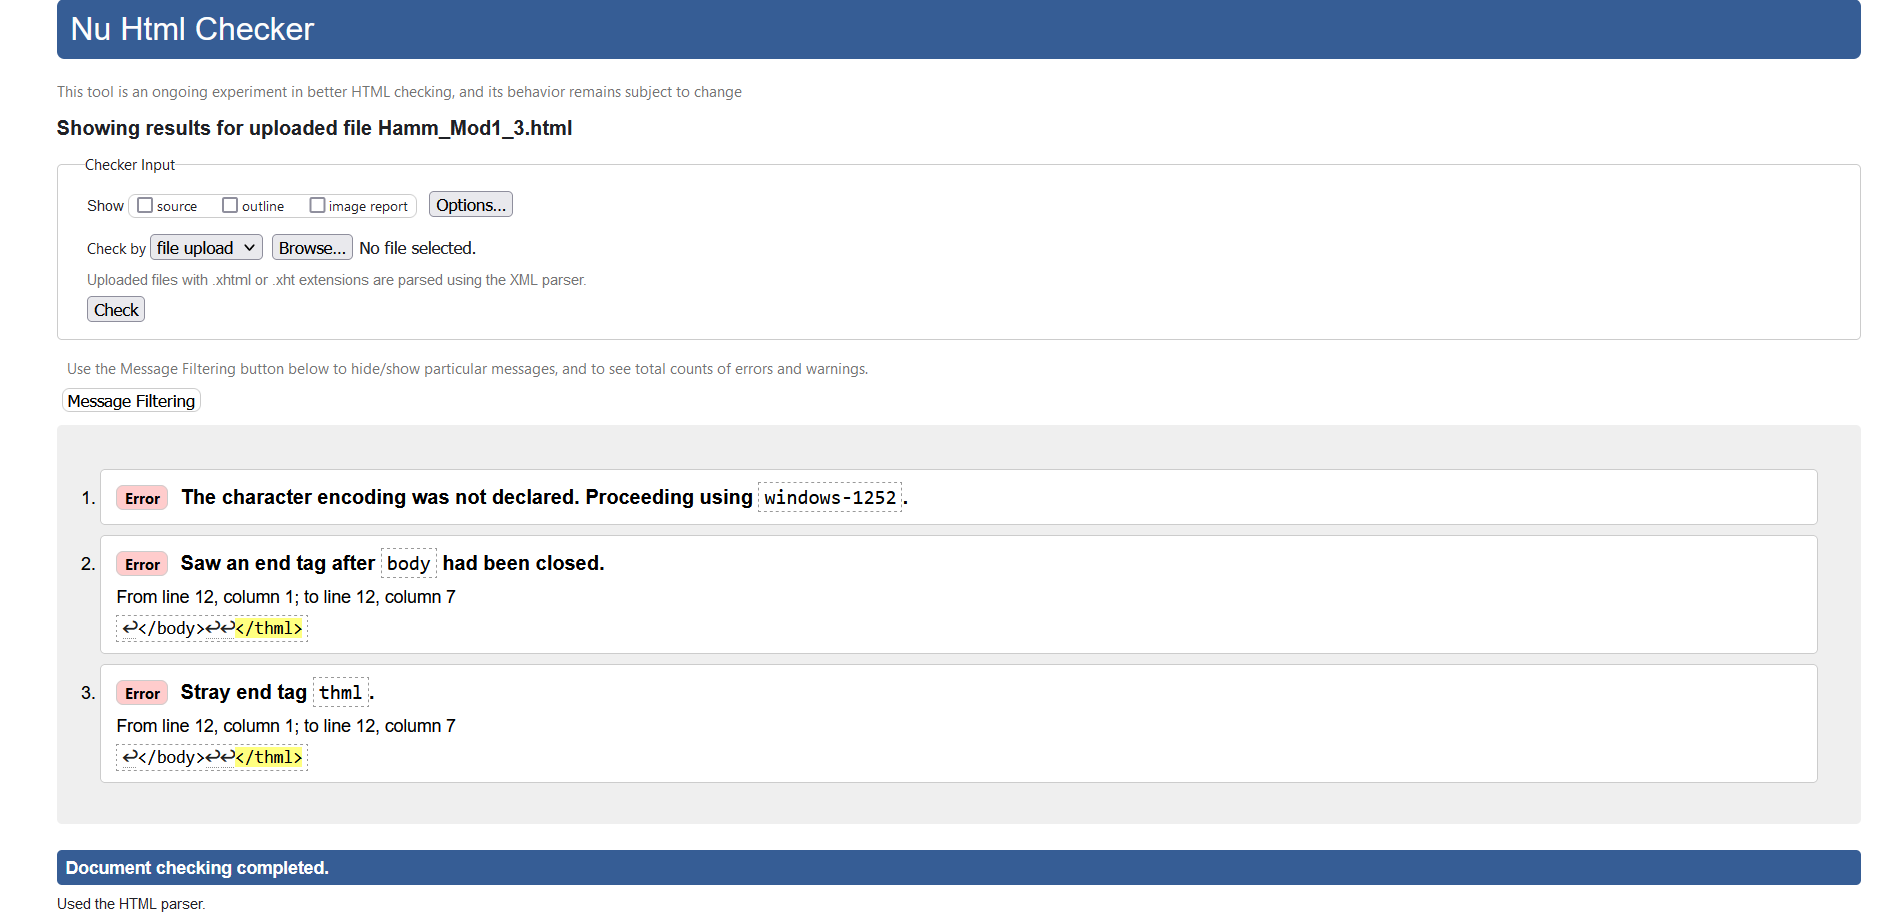 Nu Html Checker
This tool is an ongoing experiment in better HTML checking, and its behavior remains subject to change
Showing results for uploaded file Hamm_Mod1_3.html
Checker Input
Show source outline image report Options...
Check by file upload Browse... No file selected.
Uploaded files with .xhtml or .xht extensions are parsed using the XML parser.
Check
Use the Message Filtering button below to hide/show particular messages, and to see total counts of errors and warnings.
Message Filtering
1. Error The character encoding was not declared. Proceeding using windows-1252.
2. Error Saw an end tag after body had been closed.
From line 12, column 1; to line 12, column 7
↩</body>↩↩</thml>
3. Error Stray end tag thml.
From line 12, column 1; to line 12, column 7
↩</body>↩↩</thml>
Document checking completed.
Used the HTML parser.